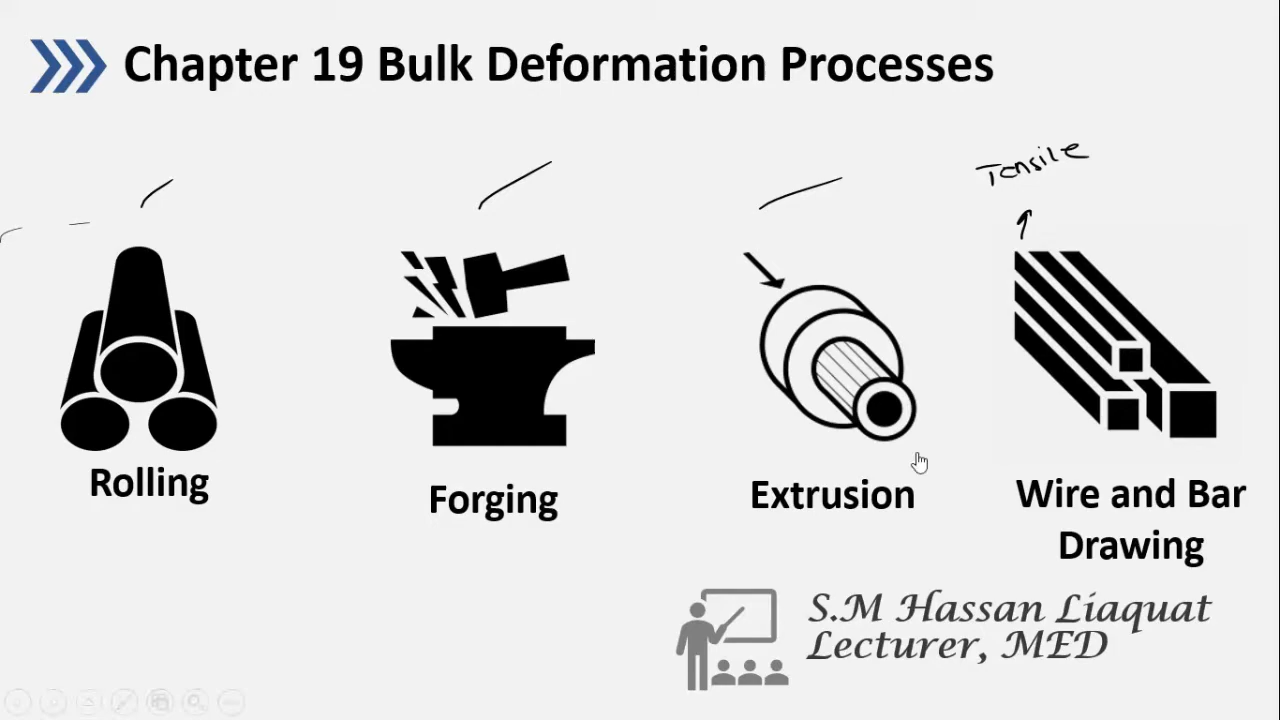 Chapter 19 Bulk Deformation Processes
Tensile
Rolling
Forging
Extrusion
Wire and Bar
Drawing
S.M Hassan Liaquat
Lecturer, MED